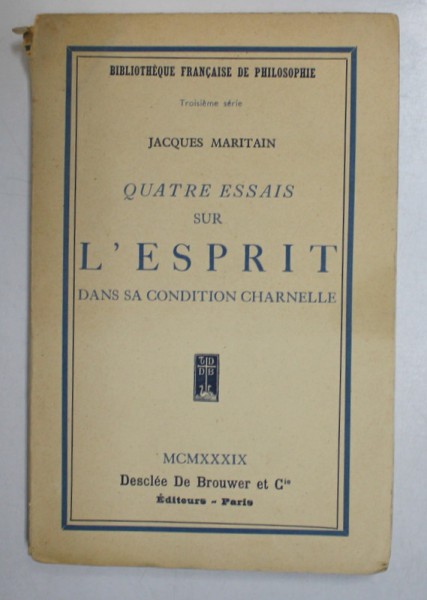 BIBLIOTHÈQUE FRANÇAISE DE PHILOSOPHIE
Troisième série
JACQUES MARITAIN
QUATRE ESSAIS
SUR
L'ESPRIT
DANS SA CONDITION CHARNELLE
DDB
MCMXXXIX
Desclée De Brouwer et Cie
Éditeurs - Paris